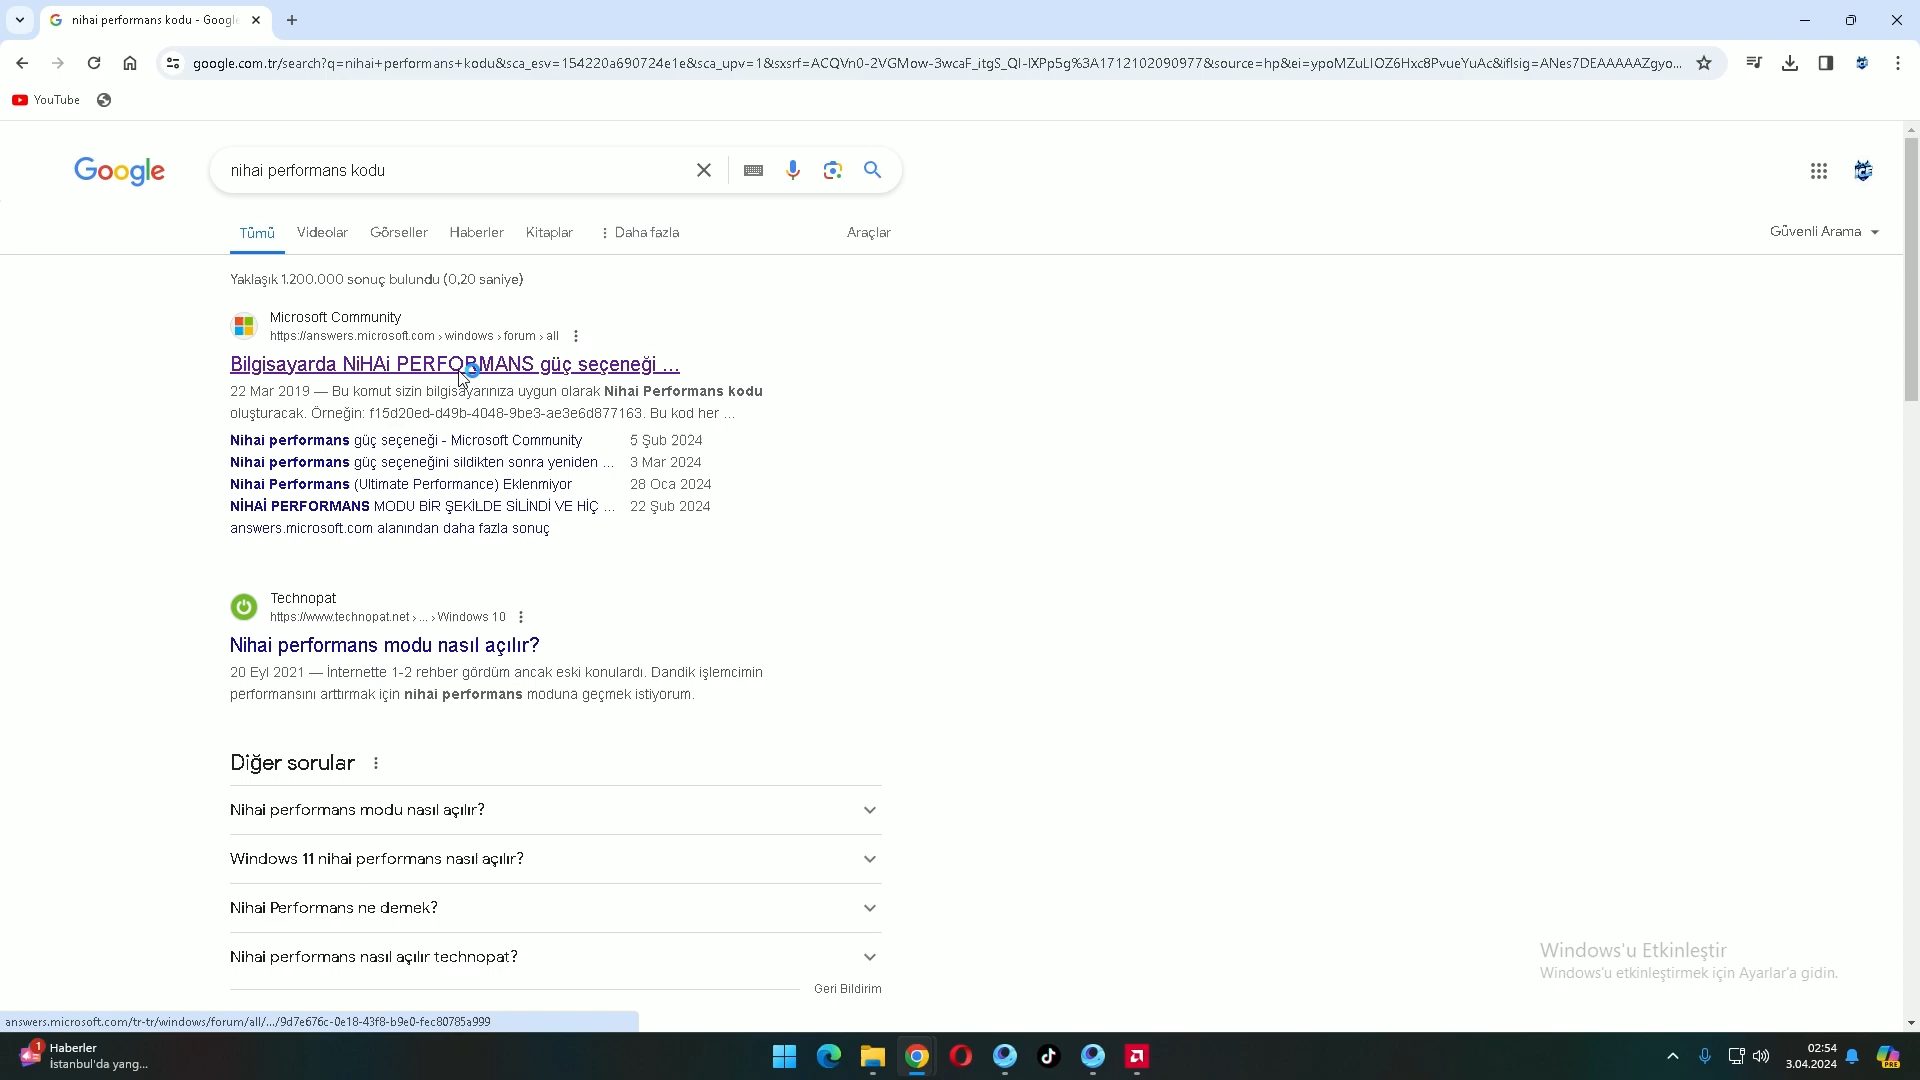 nihai performans kodu - Google
google.com.tr/search?q=nihai+performans+kodu&sca_esv=154220a690724e1e&sca_upv=1&sxsrf=ACQVn0-2VGMow-3wcaF_itgS_QI-lXPp5g%3A1712102090977&source=hp&ei=ypoMZuLIOZ6Hxc8PvueYuAc&iflsig=ANes7DEAAAAAZgyo...
YouTube
Google
nihai performans kodu
Tümü Videolar Görseller Haberler Kitaplar Daha fazla Araçlar Güvenli Arama
Yaklaşık 1.200.000 sonuç bulundu (0,20 saniye)
Microsoft Community
https://answers.microsoft.com › windows › forum › all
Bilgisayarda NiHAi PERFORMANS güç seçeneği ...
22 Mar 2019 — Bu komut sizin bilgisayarınıza uygun olarak Nihai Performans kodu
oluşturacak. Örneğin: f15d20ed-d49b-4048-9be3-ae3e6d877163. Bu kod her ...
Nihai performans güç seçeneği - Microsoft Community 5 Şub 2024
Nihai performans güç seçeneğini sildikten sonra yeniden ... 3 Mar 2024
Nihai Performans (Ultimate Performance) Eklenmiyor 28 Oca 2024
NİHAİ PERFORMANS MODU BİR ŞEKİLDE SİLİNDİ VE HİÇ ... 22 Şub 2024
answers.microsoft.com alanından daha fazla sonuç
Technopat
https://www.technopat.net › ... › Windows 10
Nihai performans modu nasıl açılır?
20 Eyl 2021 — İnternette 1-2 rehber gördüm ancak eski konulardı. Dandik işlemcimin
performansını arttırmak için nihai performans moduna geçmek istiyorum.
Diğer sorular
Nihai performans modu nasıl açılır?
Windows 11 nihai performans nasıl açılır?
Nihai Performans ne demek?
Nihai performans nasıl açılır technopat?
Geri Bildirim
Windows'u Etkinleştir
Windows'u etkinleştirmek için Ayarlar'a gidin.
answers.microsoft.com/tr-tr/windows/forum/all/.../9d7e676c-0e18-43f8-b9e0-fec80785a999
1
Haberler
İstanbul'da yang...
02:54
3.04.2024
PRE